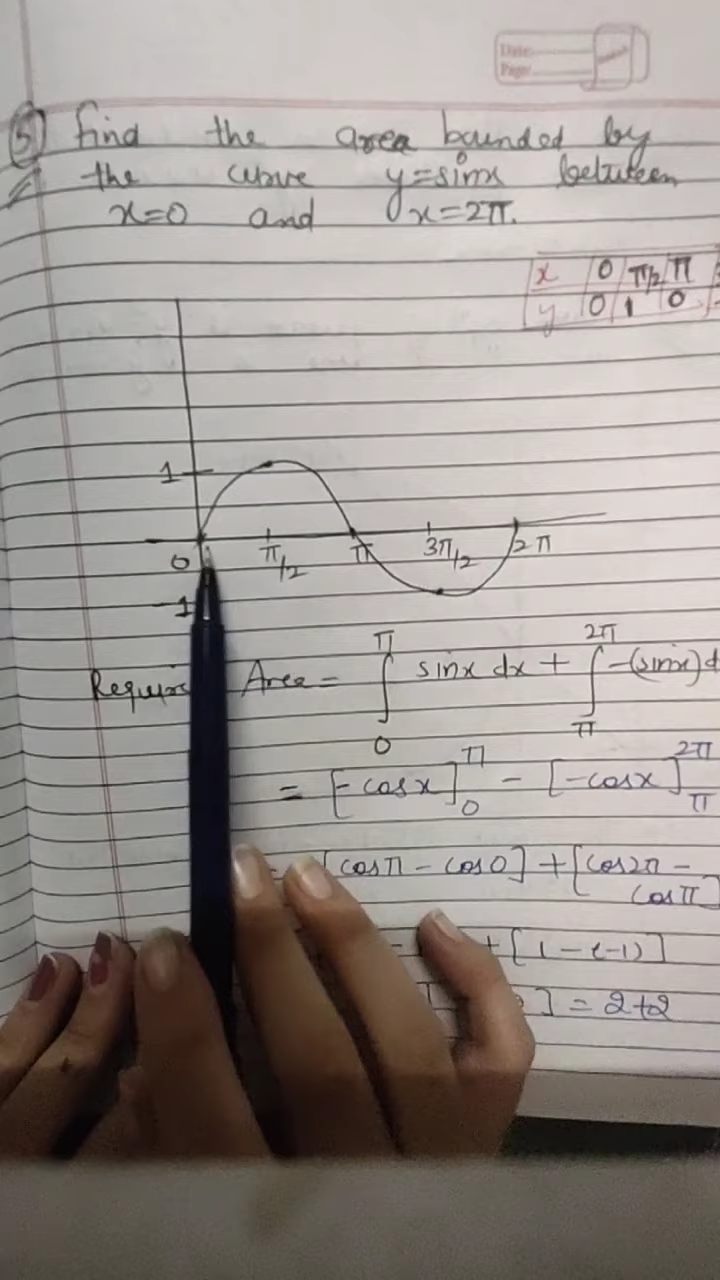 Date:
Page:
5) find the area bounded by
the curve y=sinx between
x=0 and x=2π.
x 0 π/2 π
y 0 1 0
1
0 π/2 π 3π/2 2π
-1
Area = ∫₀^π sinx dx + ∫_π^2π -(sinx)
= [-cosx]₀^π - [-cosx]_π^2π
[cosπ - cos0] + [cos2π - cosπ]
+ [1-(-1)]
] = 2+2